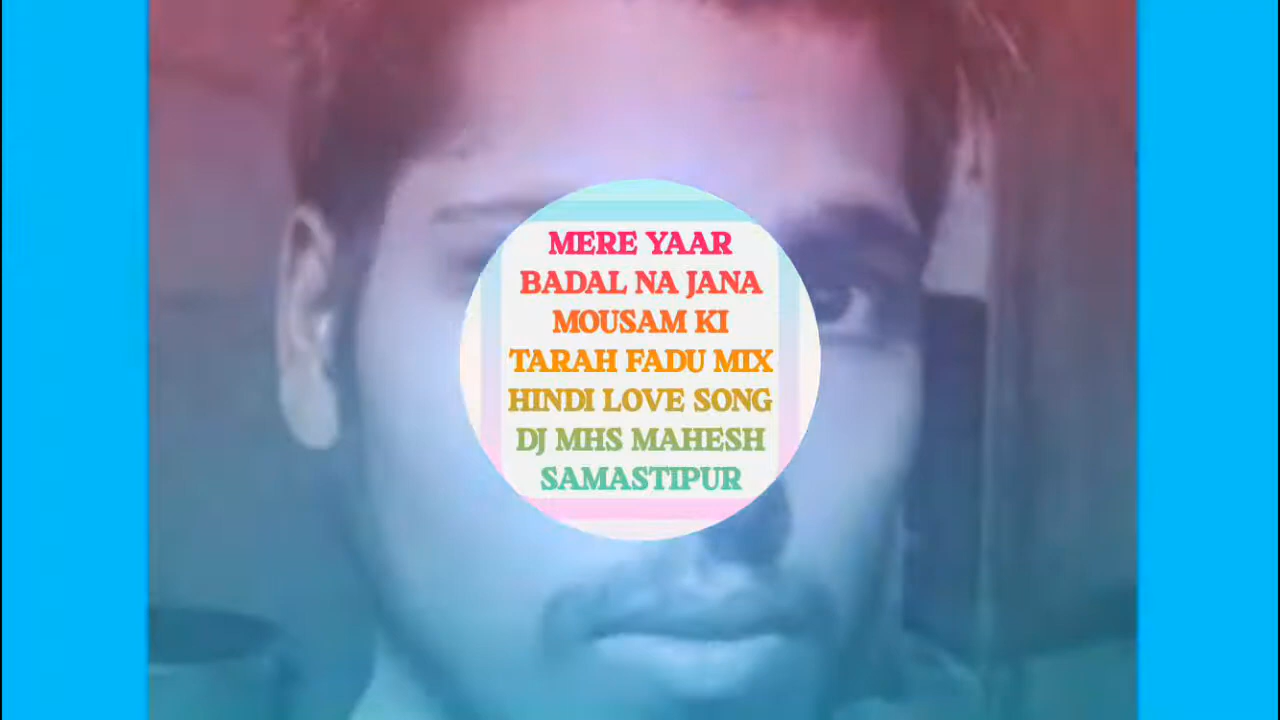 MERE YAAR
BADAL NA JANA
MOUSAM KI
TARAH FADU MIX
HINDI LOVE SONG
DJ MHS MAHESH
SAMASTIPUR